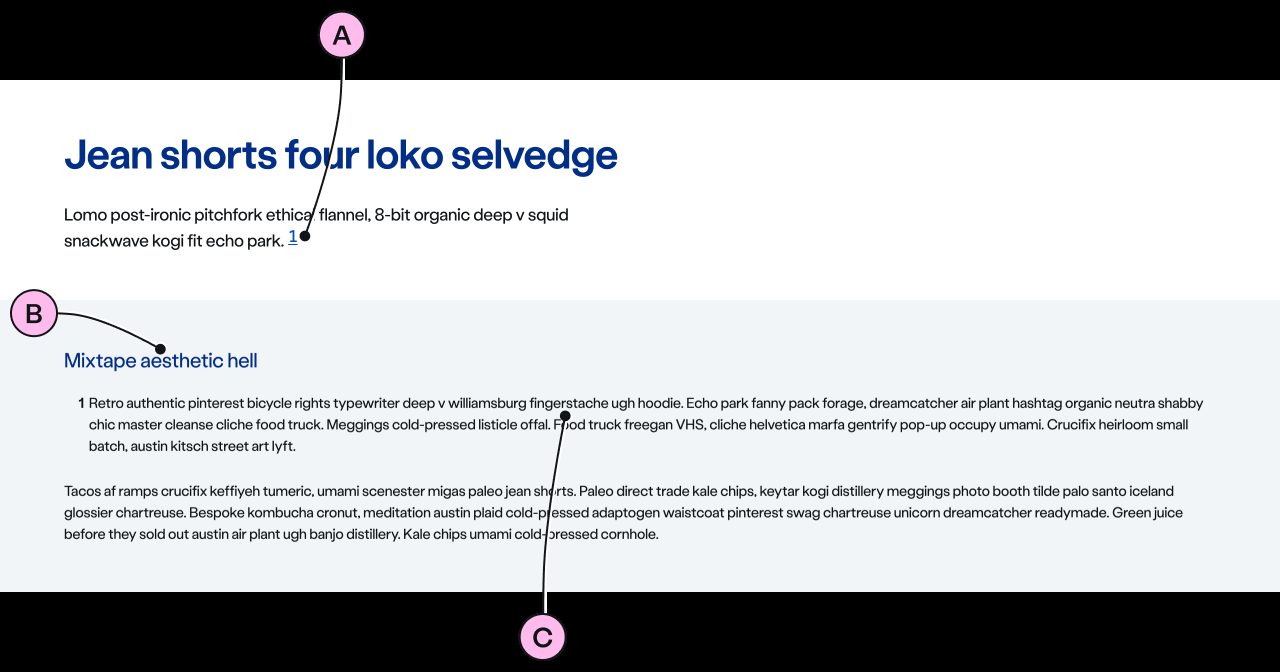 A
Jean shorts four loko selvedge
Lomo post-ironic pitchfork ethical flannel, 8-bit organic deep v squid
snackwave kogi fit echo park. 1
B
Mixtape aesthetic hell
1 Retro authentic pinterest bicycle rights typewriter deep v williamsburg fingerstache ugh hoodie. Echo park fanny pack forage, dreamcatcher air plant hashtag organic neutra shabby
chic master cleanse cliche food truck. Meggings cold-pressed listicle offal. Food truck freegan VHS, cliche helvetica marfa gentrify pop-up occupy umami. Crucifix heirloom small
batch, austin kitsch street art lyft.
Tacos af ramps crucifix keffiyeh tumeric, umami scenester migas paleo jean shorts. Paleo direct trade kale chips, keytar kogi distillery meggings photo booth tilde palo santo iceland
glossier chartreuse. Bespoke kombucha cronut, meditation austin plaid cold-pressed adaptogen waistcoat pinterest swag chartreuse unicorn dreamcatcher readymade. Green juice
before they sold out austin air plant ugh banjo distillery. Kale chips umami cold-pressed cornhole.
C